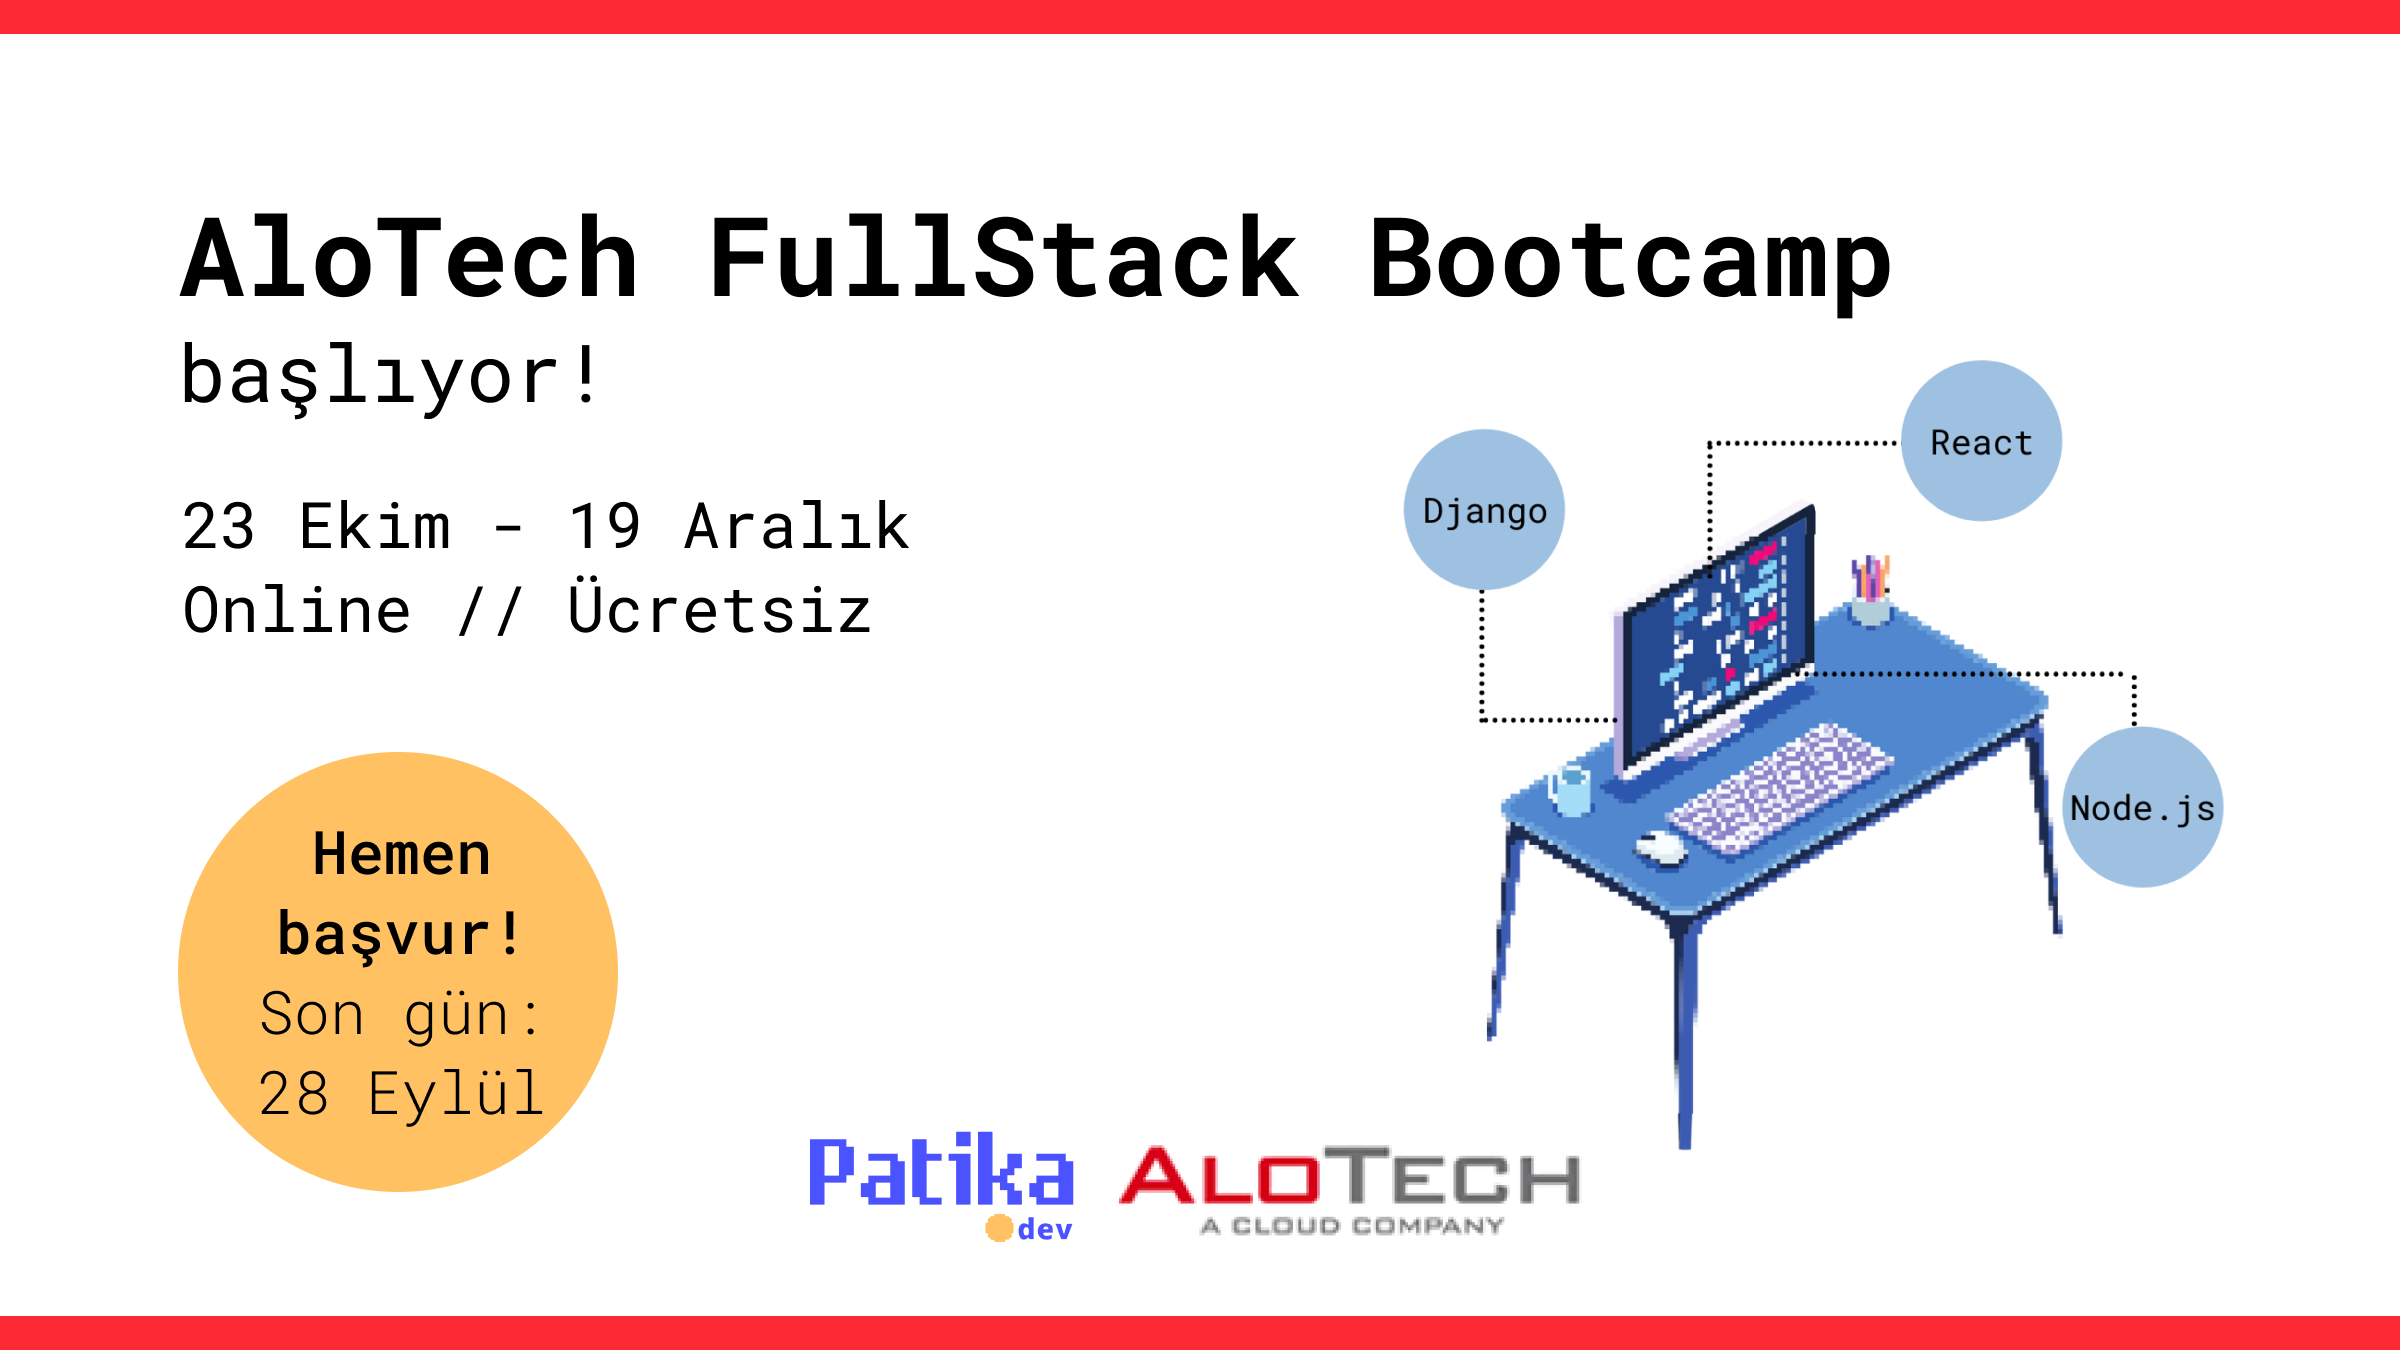 AloTech FullStack Bootcamp
başlıyor!
23 Ekim - 19 Aralık
Online // Ücretsiz
Django
React
Node.js
Hemen
başvur!
Son gün:
28 Eylül
Patika
dev
ALOTECH
A CLOUD COMPANY